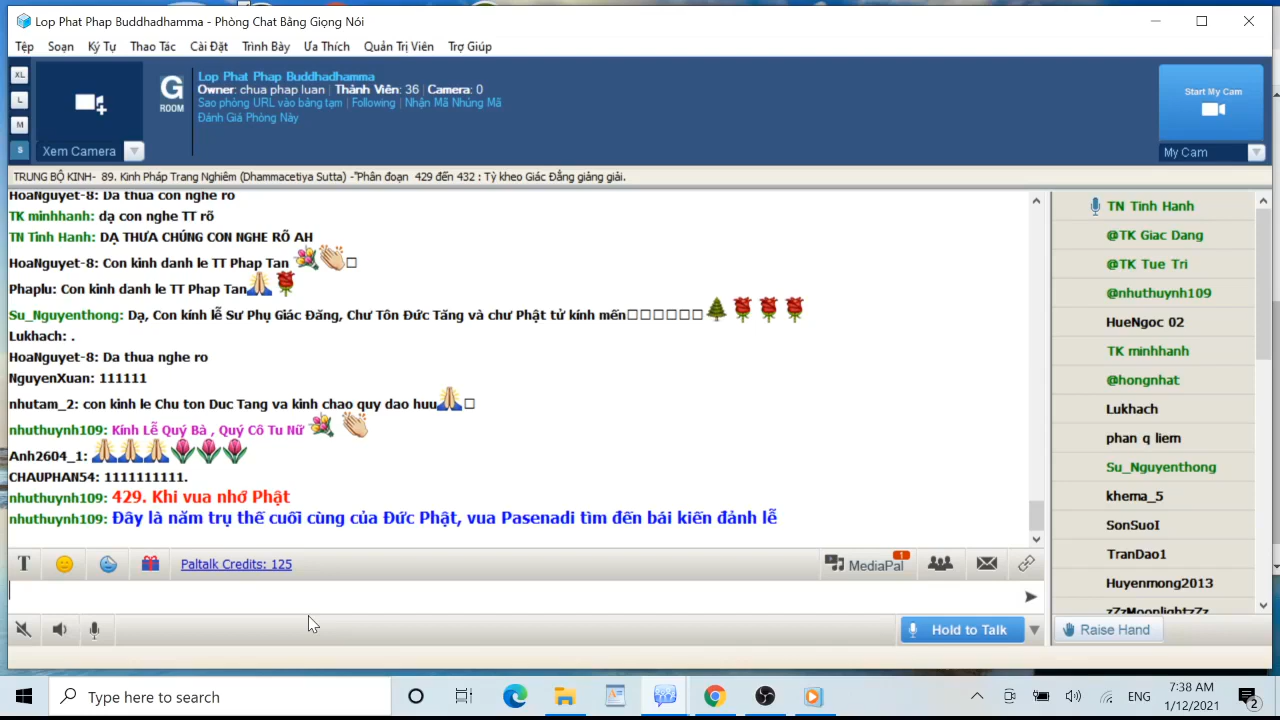 Lop Phat Phap Buddhadhamma - Phòng Chat Bằng Giọng Nói
Tệp Soạn Ký Tự Thao Tác Cài Đặt Trình Bày Ưa Thích Quản Trị Viên Trợ Giúp
XL
L
M
S
Xem Camera
G
ROOM
Lop Phat Phap Buddhadhamma
Owner: chua phap luan | Thành Viên: 36 | Camera: 0
Sao phòng URL vào bảng tạm | Following | Nhận Mã Nhúng Mã
Đánh Giá Phòng Này
Start My Cam
My Cam
TRUNG BỘ KINH- 89. Kinh Pháp Trang Nghiêm (Dhammacetiya Sutta) -"Phân đoạn 429 đến 432 : Tỳ kheo Giác Đẳng giảng giải.
HoaNguyet-8: Da thua con nghe ro
TK minhhanh: dạ con nghe TT rõ
TN Tinh Hanh: DẠ THƯA CHÚNG CON NGHE RÕ AH
HoaNguyet-8: Con kinh danh le TT Phap Tan
Phaplu: Con kinh danh le TT Phap Tan
Su_Nguyenthong: Dạ, Con kính lễ Sư Phụ Giác Đăng, Chư Tôn Đức Tăng và chư Phật tử kính mến
Lukhach: .
HoaNguyet-8: Da thua nghe ro
NguyenXuan: 111111
nhutam_2: con kinh le Chu ton Duc Tang va kinh chao quy dao huu
nhuthuynh109: Kính Lễ Quý Bà , Quý Cô Tu Nữ
Anh2604_1:
CHAUPHAN54: 1111111111.
nhuthuynh109: 429. Khi vua nhớ Phật
nhuthuynh109: Đây là năm trụ thế cuối cùng của Đức Phật, vua Pasenadi tìm đến bái kiến đảnh lễ
TN Tinh Hanh
@TK Giac Dang
@TK Tue Tri
@nhuthuynh109
HueNgoc 02
TK minhhanh
@hongnhat
Lukhach
phan q liem
Su_Nguyenthong
khema_5
SonSuoI
TranDao1
Huyenmong2013
zZzMoonlightzZz
T Paltalk Credits: 125 MediaPal 1
Hold to Talk
Raise Hand
Type here to search
ENG
7:38 AM
1/12/2021
2